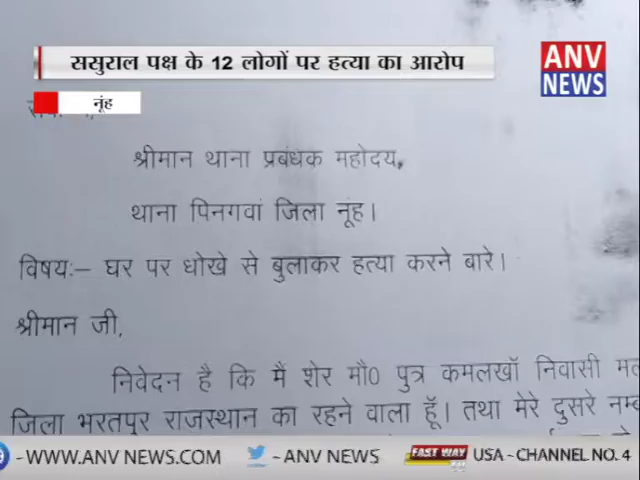 ससुराल पक्ष के 12 लोगों पर हत्या का आरोप
ANV
NEWS
नूंह
श्रीमान थाना प्रबंधक महोदय,
थाना पिनगवां जिला नूंह।
विषयः– घर पर धोखे से बुलाकर हत्या करने बारे।
श्रीमान जी,
निवेदन है कि मैं शेर मौ0 पुत्र कमलखॉ निवासी
जिला भरतपुर राजस्थान का रहने वाला हूँ। तथा मेरे दुसरे
-WWW.ANV NEWS.COM
-ANV NEWS
FAST WAY
USA-CHANNEL NO. 4